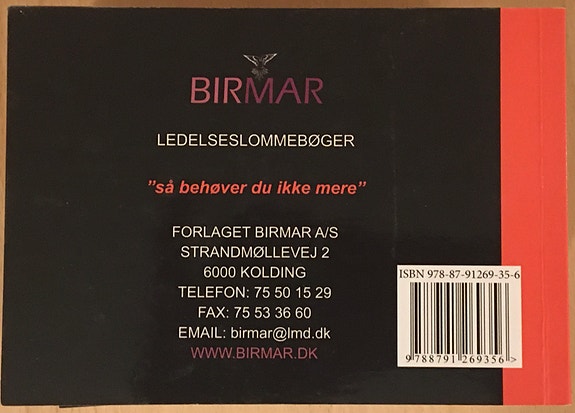 BIRMAR
LEDELSESLOMMEBØGER
"så behøver du ikke mere"
FORLAGET BIRMAR A/S
STRANDMØLLEVEJ 2
6000 KOLDING
TELEFON: 75 50 15 29
FAX: 75 53 36 60
EMAIL: birmar@lmd.dk
WWW.BIRMAR.DK
ISBN 978-87-91269-35-6
9 788791 269356 >